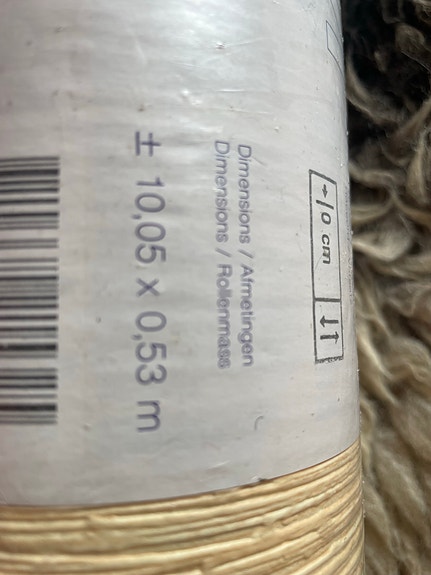 ←/0 cm ↓↑
Dimensions / Afmetingen
Dimensions / Rollenmass
± 10,05 x 0,53 m